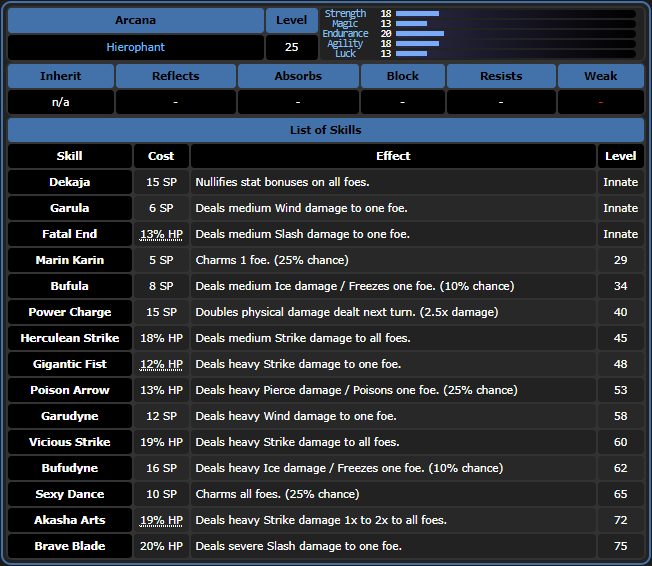 Arcana Level
Hierophant 25
Strength 18
Magic 13
Endurance 20
Agility 18
Luck 13
Inherit Reflects Absorbs Block Resists Weak
n/a - - - - -
List of Skills
Skill Cost Effect Level
Dekaja 15 SP Nullifies stat bonuses on all foes. Innate
Garula 6 SP Deals medium Wind damage to one foe. Innate
Fatal End 13% HP Deals medium Slash damage to one foe. Innate
Marin Karin 5 SP Charms 1 foe. (25% chance) 29
Bufula 8 SP Deals medium Ice damage / Freezes one foe. (10% chance) 34
Power Charge 15 SP Doubles physical damage dealt next turn. (2.5x damage) 40
Herculean Strike 18% HP Deals medium Strike damage to all foes. 45
Gigantic Fist 12% HP Deals heavy Strike damage to one foe. 48
Poison Arrow 13% HP Deals heavy Pierce damage / Poisons one foe. (25% chance) 53
Garudyne 12 SP Deals heavy Wind damage to one foe. 58
Vicious Strike 19% HP Deals heavy Strike damage to all foes. 60
Bufudyne 16 SP Deals heavy Ice damage / Freezes one foe. (10% chance) 62
Sexy Dance 10 SP Charms all foes. (25% chance) 65
Akasha Arts 19% HP Deals heavy Strike damage 1x to 2x to all foes. 72
Brave Blade 20% HP Deals severe Slash damage to one foe. 75